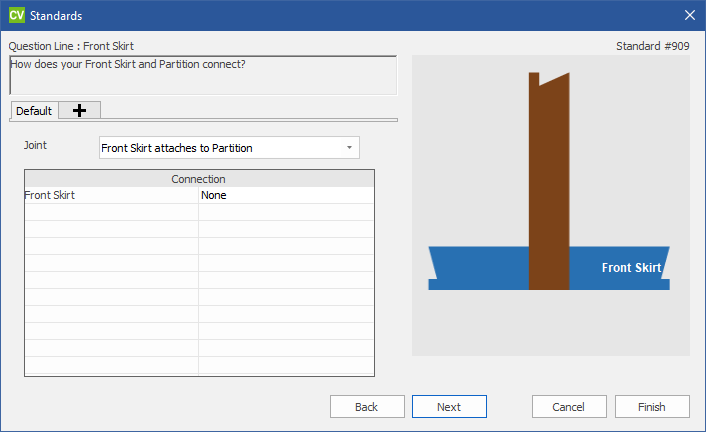 CV Standards
Question Line : Front Skirt
Standard #909
How does your Front Skirt and Partition connect?
Default
Joint
Front Skirt attaches to Partition
Connection
Front Skirt None
Front Skirt
Back Next Cancel Finish